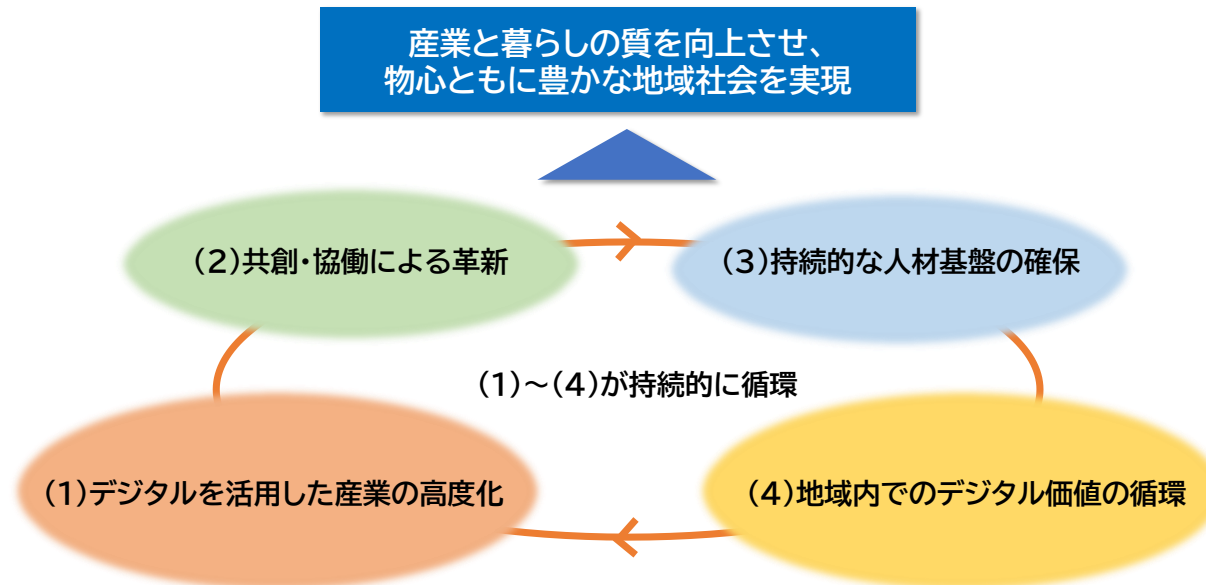 産業と暮らしの質を向上させ、
物心ともに豊かな地域社会を実現
(2)共創・協働による革新
(3)持続的な人材基盤の確保
(1)～(4)が持続的に循環
(1)デジタルを活用した産業の高度化
(4)地域内でのデジタル価値の循環